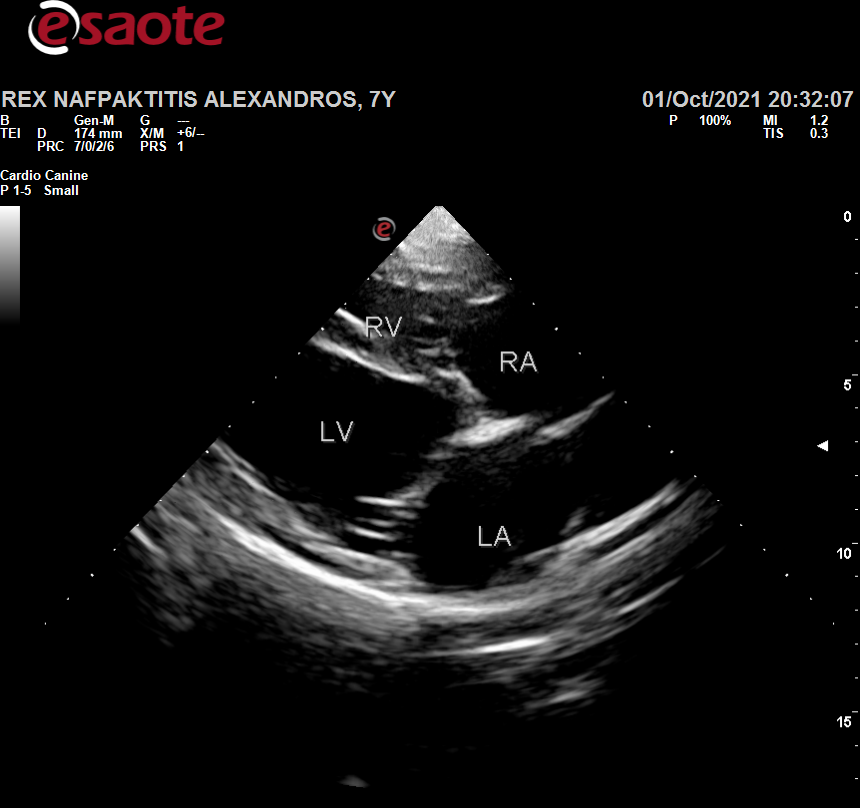 esaote
REX NAFPAKTITIS ALEXANDROS, 7Y 01/Oct/2021 20:32:07
B Gen-M G --- P 100% MI 1.2
TEI D 174 mm X/M +6/-- TIS 0.3
PRC 7/0/2/6 PRS 1
Cardio Canine
P 1-5 Small
e
0
RV
RA
5
LV
LA
10
15